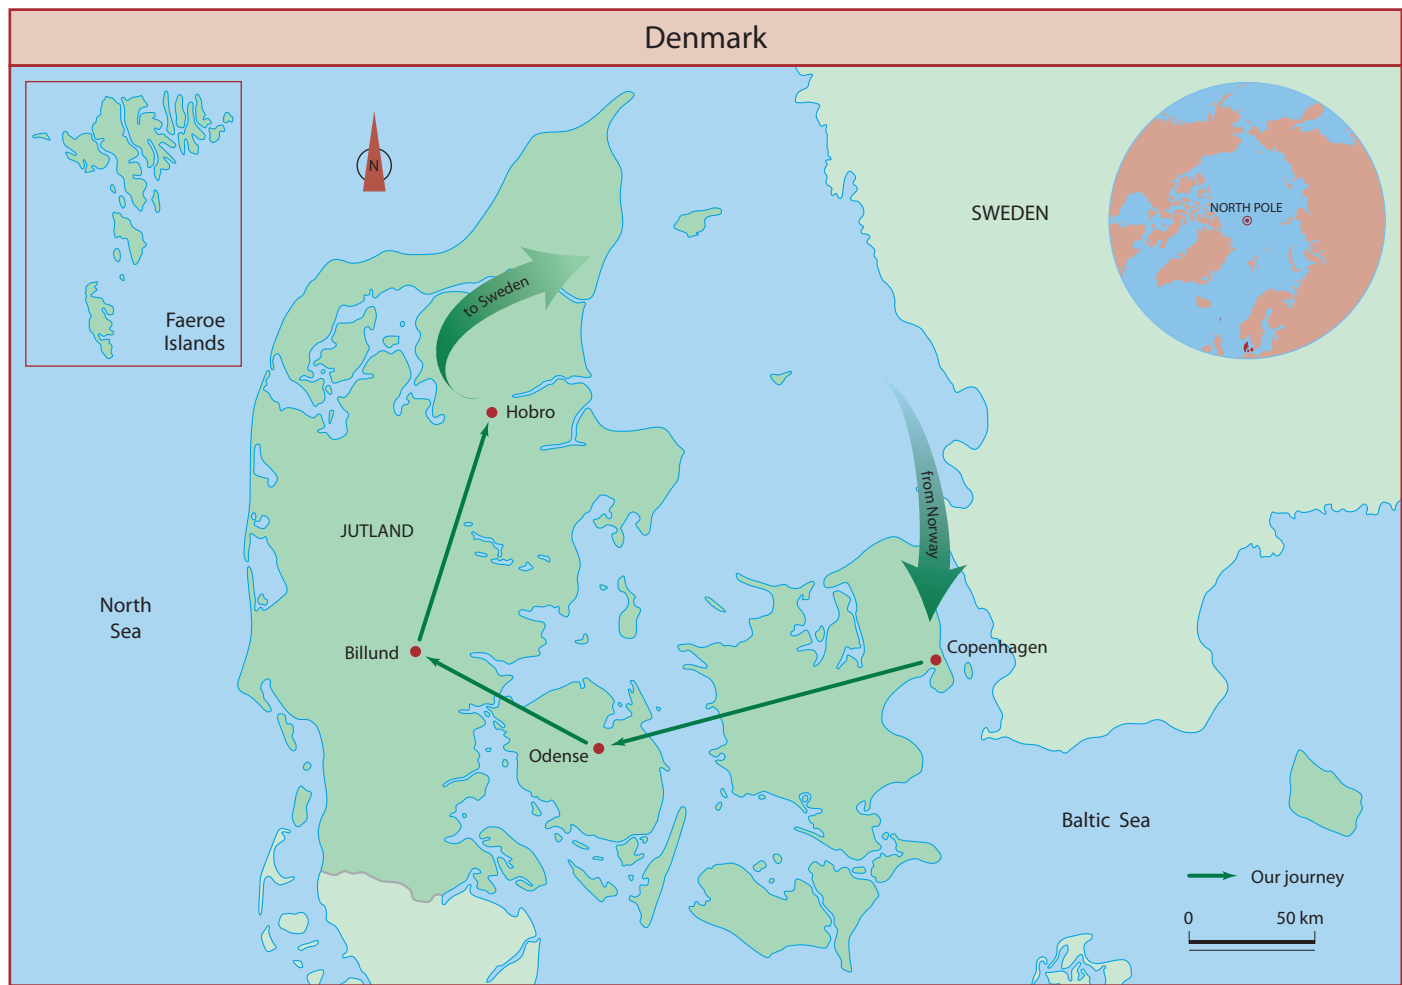 Denmark
Faeroe
Islands
N
SWEDEN
NORTH POLE
to Sweden
Hobro
from Norway
JUTLAND
North
Sea
Billund
Copenhagen
Odense
Baltic Sea
Our journey
0 50 km